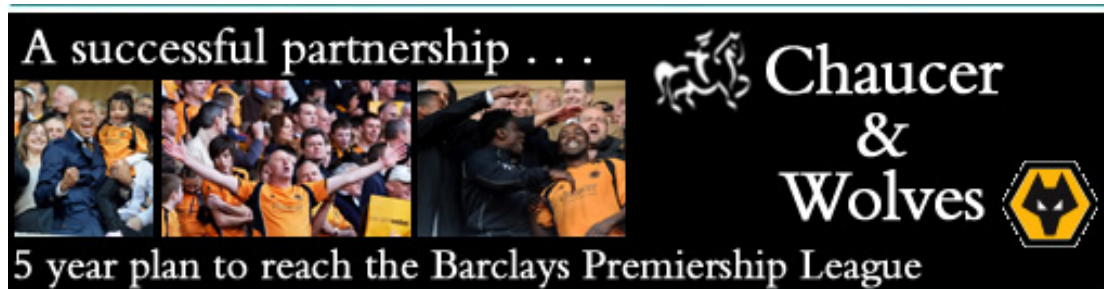 A successful partnership . . .
Chaucer
&
Wolves
5 year plan to reach the Barclays Premiership League